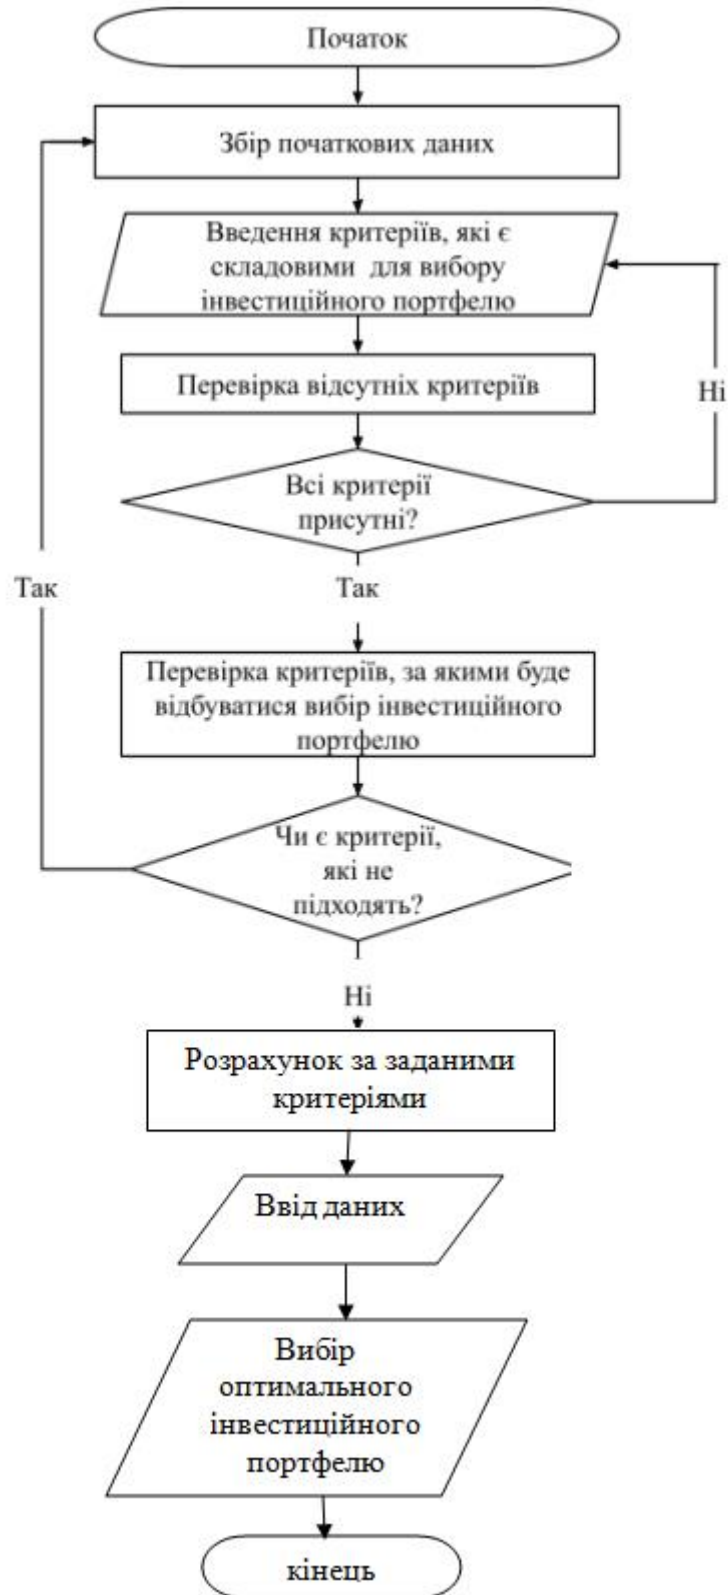 Початок
Збір початкових даних
Введення критеріїв, які є
складовими для вибору
інвестиційного портфелю
Перевірка відсутніх критеріїв
Ні
Всі критерії
присутні?
Так
Так
Перевірка критеріїв, за якими буде
відбуватися вибір інвестиційного
портфелю
Чи є критерії,
які не
підходять?
Ні
Розрахунок за заданими
критеріями
Ввід даних
Вибір
оптимального
інвестиційного
портфелю
кінець